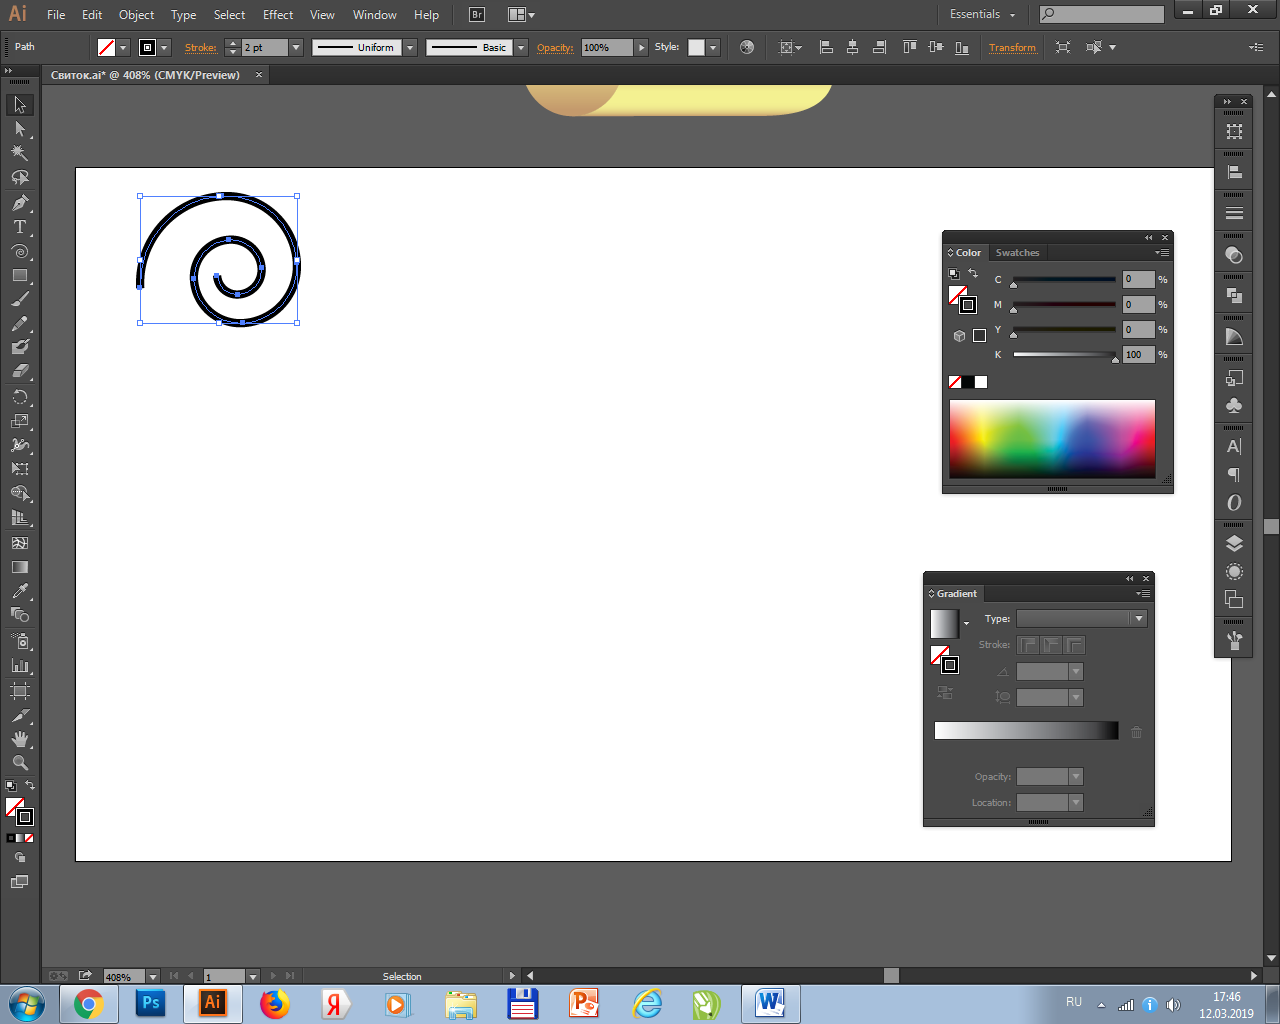 Ai File Edit Object Type Select Effect View Window Help Br Essentials
Path Stroke: 2 pt Uniform Basic Opacity: 100% Style: Transform
Свиток.ai* @ 408% (CMYK/Preview)
Color Swatches
C 0 %
M 0 %
Y 0 %
K 100 %
Gradient
Type:
Stroke:
Opacity:
Location:
408% 1 Selection
Ps Ai Я W RU 17:46
12.03.2019